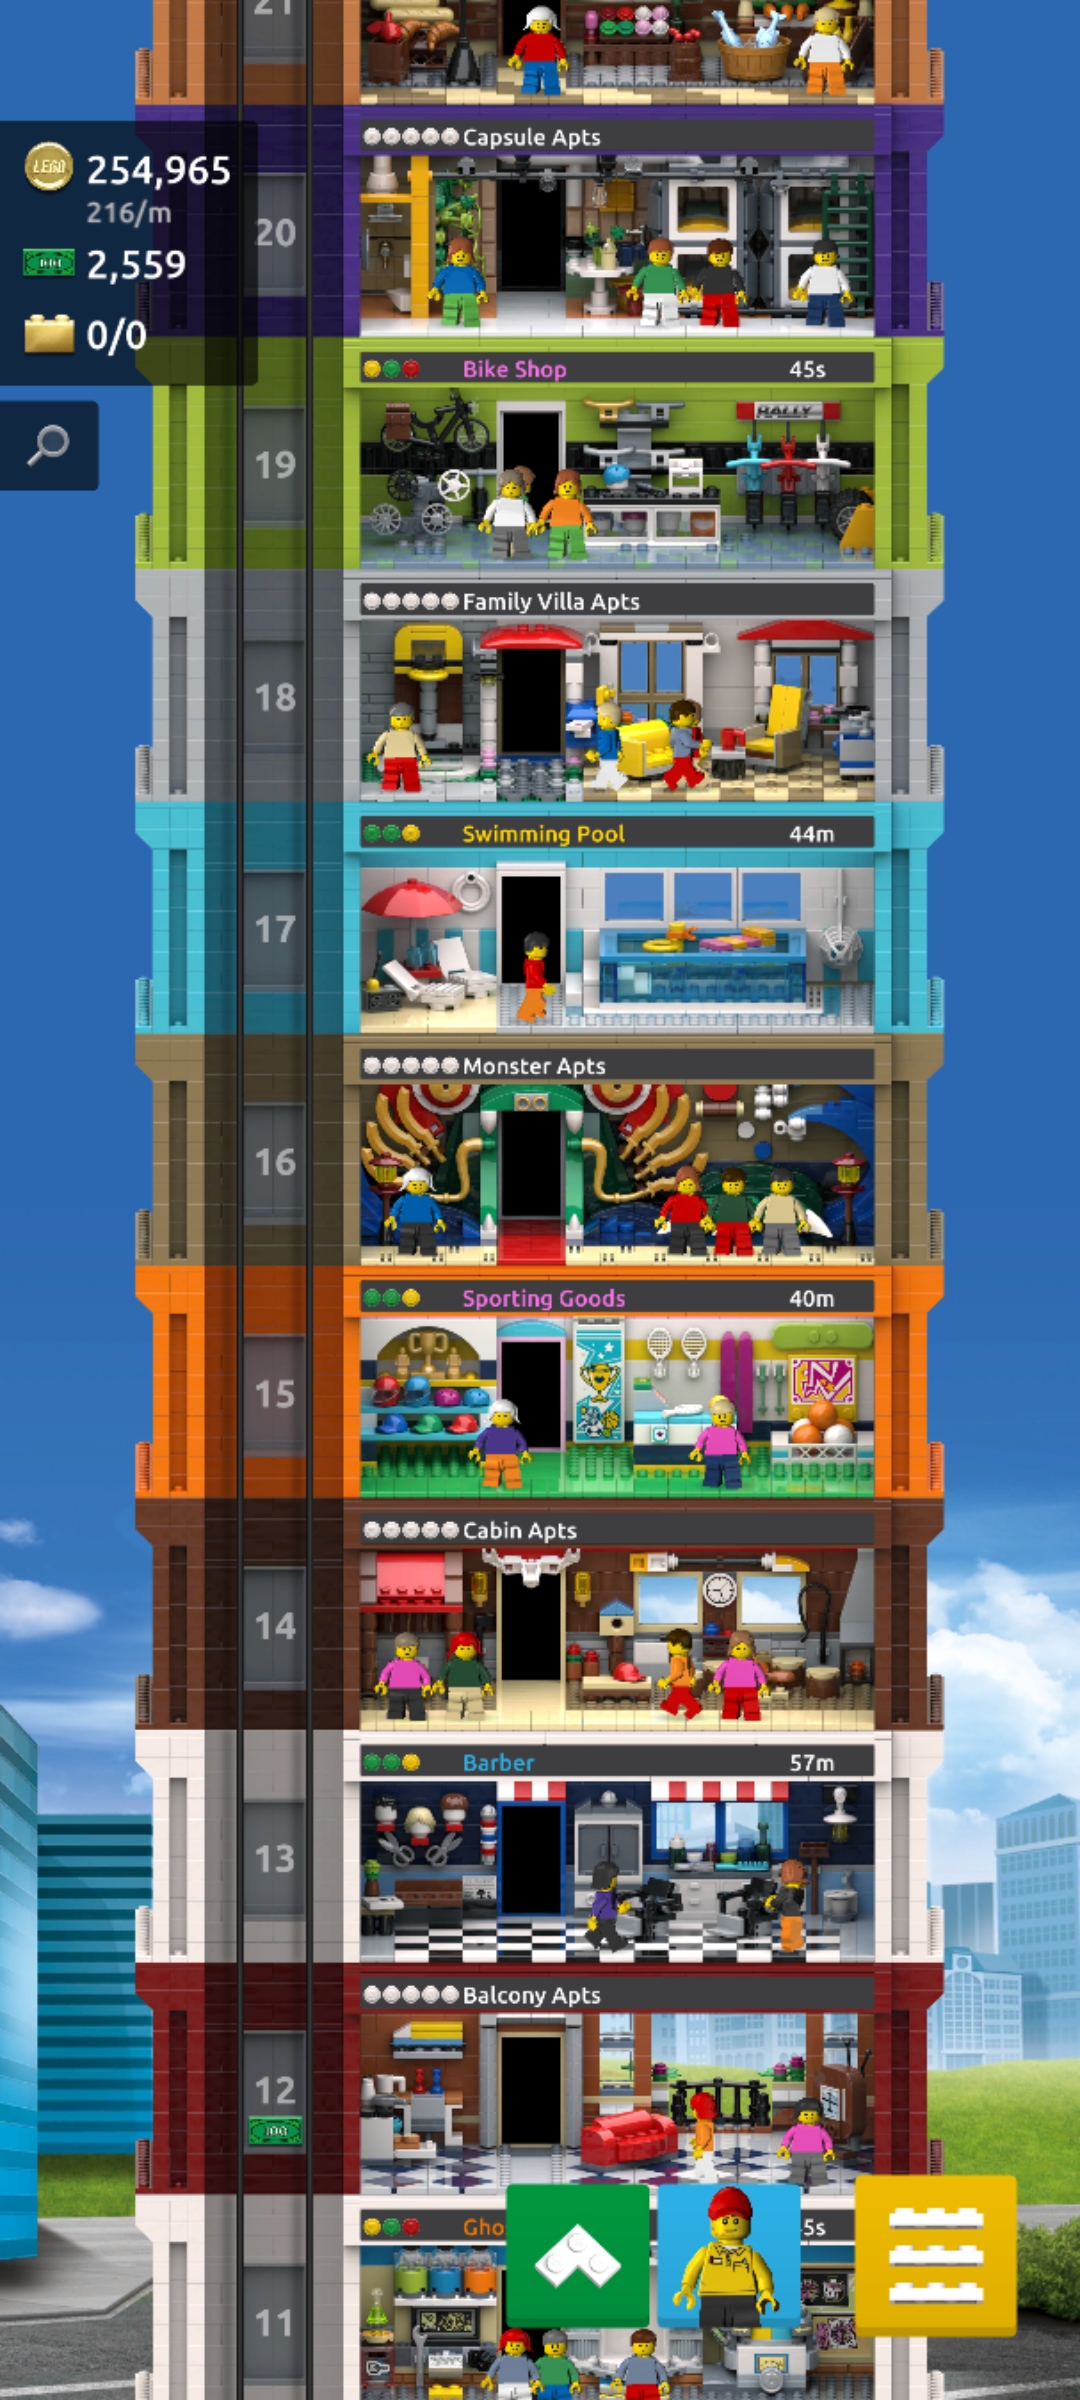 21
Capsule Apts
LEGO
254,965
216/m
20
2,559
0/0
Bike Shop 45s
RALLY
19
Family Villa Apts
18
Swimming Pool 44m
17
Monster Apts
16
Sporting Goods 40m
15
Cabin Apts
14
Barber 57m
13
Balcony Apts
12
100
Gho
5s
11